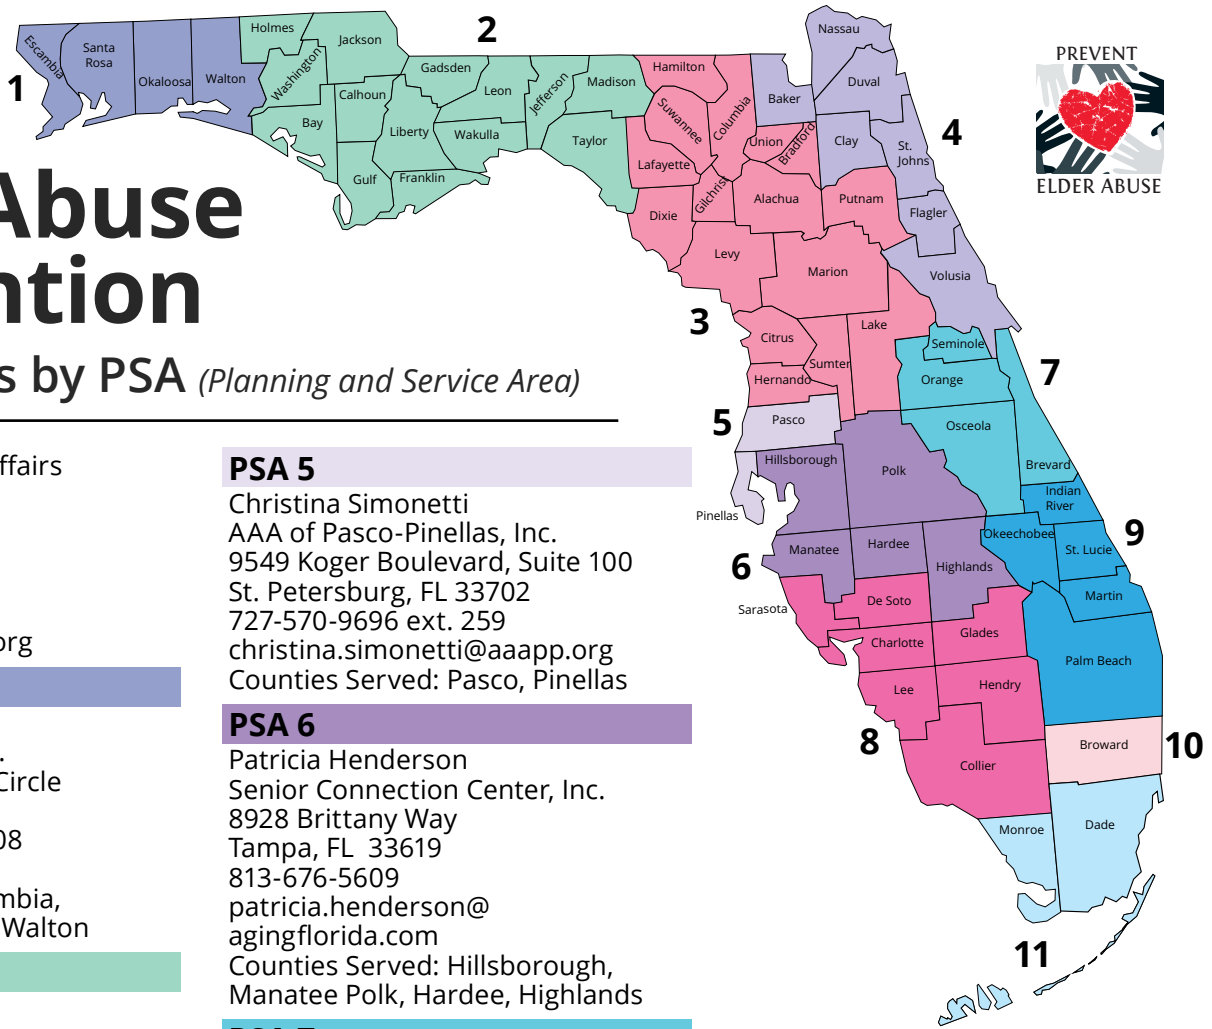 1
2
3
4
5
6
7
8
9
10
11
Escambia
Santa
Rosa
Okaloosa
Walton
Holmes
Washington
Jackson
Bay
Calhoun
Gulf
Gadsden
Liberty
Franklin
Leon
Wakulla
Jefferson
Madison
Taylor
Hamilton
Suwannee
Columbia
Lafayette
Dixie
Gilchrist
Union
Bradford
Alachua
Putnam
Levy
Marion
Citrus
Hernando
Sumter
Lake
Nassau
Duval
Baker
Clay
St.
Johns
Flagler
Volusia
Pasco
Pinellas
Hillsborough
Polk
Manatee
Hardee
Highlands
Seminole
Orange
Osceola
Brevard
Sarasota
De Soto
Charlotte
Glades
Lee
Hendry
Collier
Indian
River
Okeechobee
St. Lucie
Martin
Palm Beach
Broward
Monroe
Dade
PREVENT
ELDER ABUSE
Abuse
ntion
s by PSA (Planning and Service Area)
ffairs
org
.
Circle
08
mbia,
Walton
PSA 5
Christina Simonetti
AAA of Pasco-Pinellas, Inc.
9549 Koger Boulevard, Suite 100
St. Petersburg, FL 33702
727-570-9696 ext. 259
christina.simonetti@aaapp.org
Counties Served: Pasco, Pinellas
PSA 6
Patricia Henderson
Senior Connection Center, Inc.
8928 Brittany Way
Tampa, FL  33619
813-676-5609
patricia.henderson@
agingflorida.com
Counties Served: Hillsborough,
Manatee Polk, Hardee, Highlands